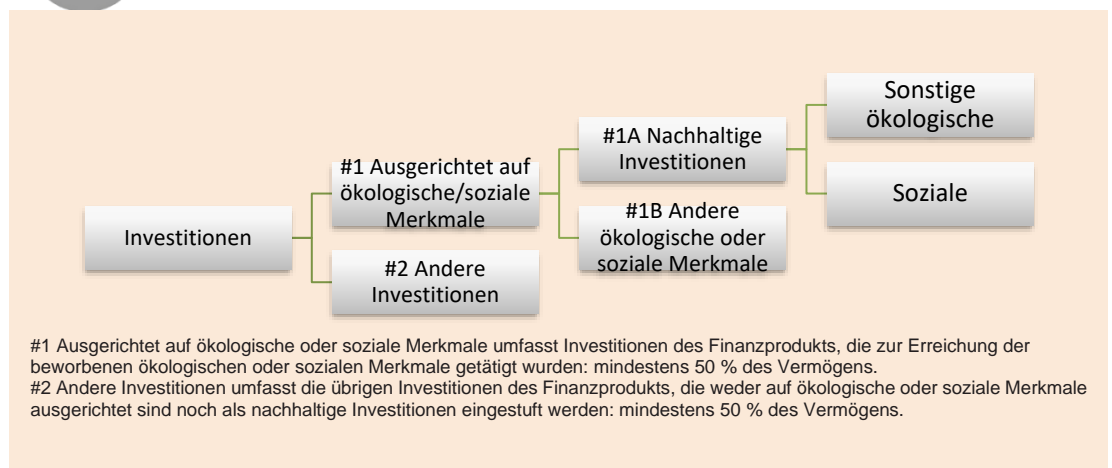 Investitionen
#1 Ausgerichtet auf
ökologische/soziale
Merkmale
#2 Andere
Investitionen
#1A Nachhaltige
Investitionen
#1B Andere
ökologische oder
soziale Merkmale
Sonstige
ökologische
Soziale
#1 Ausgerichtet auf ökologische oder soziale Merkmale umfasst Investitionen des Finanzprodukts, die zur Erreichung der
beworbenen ökologischen oder sozialen Merkmale getätigt wurden: mindestens 50 % des Vermögens.
#2 Andere Investitionen umfasst die übrigen Investitionen des Finanzprodukts, die weder auf ökologische oder soziale Merkmale
ausgerichtet sind noch als nachhaltige Investitionen eingestuft werden: mindestens 50 % des Vermögens.